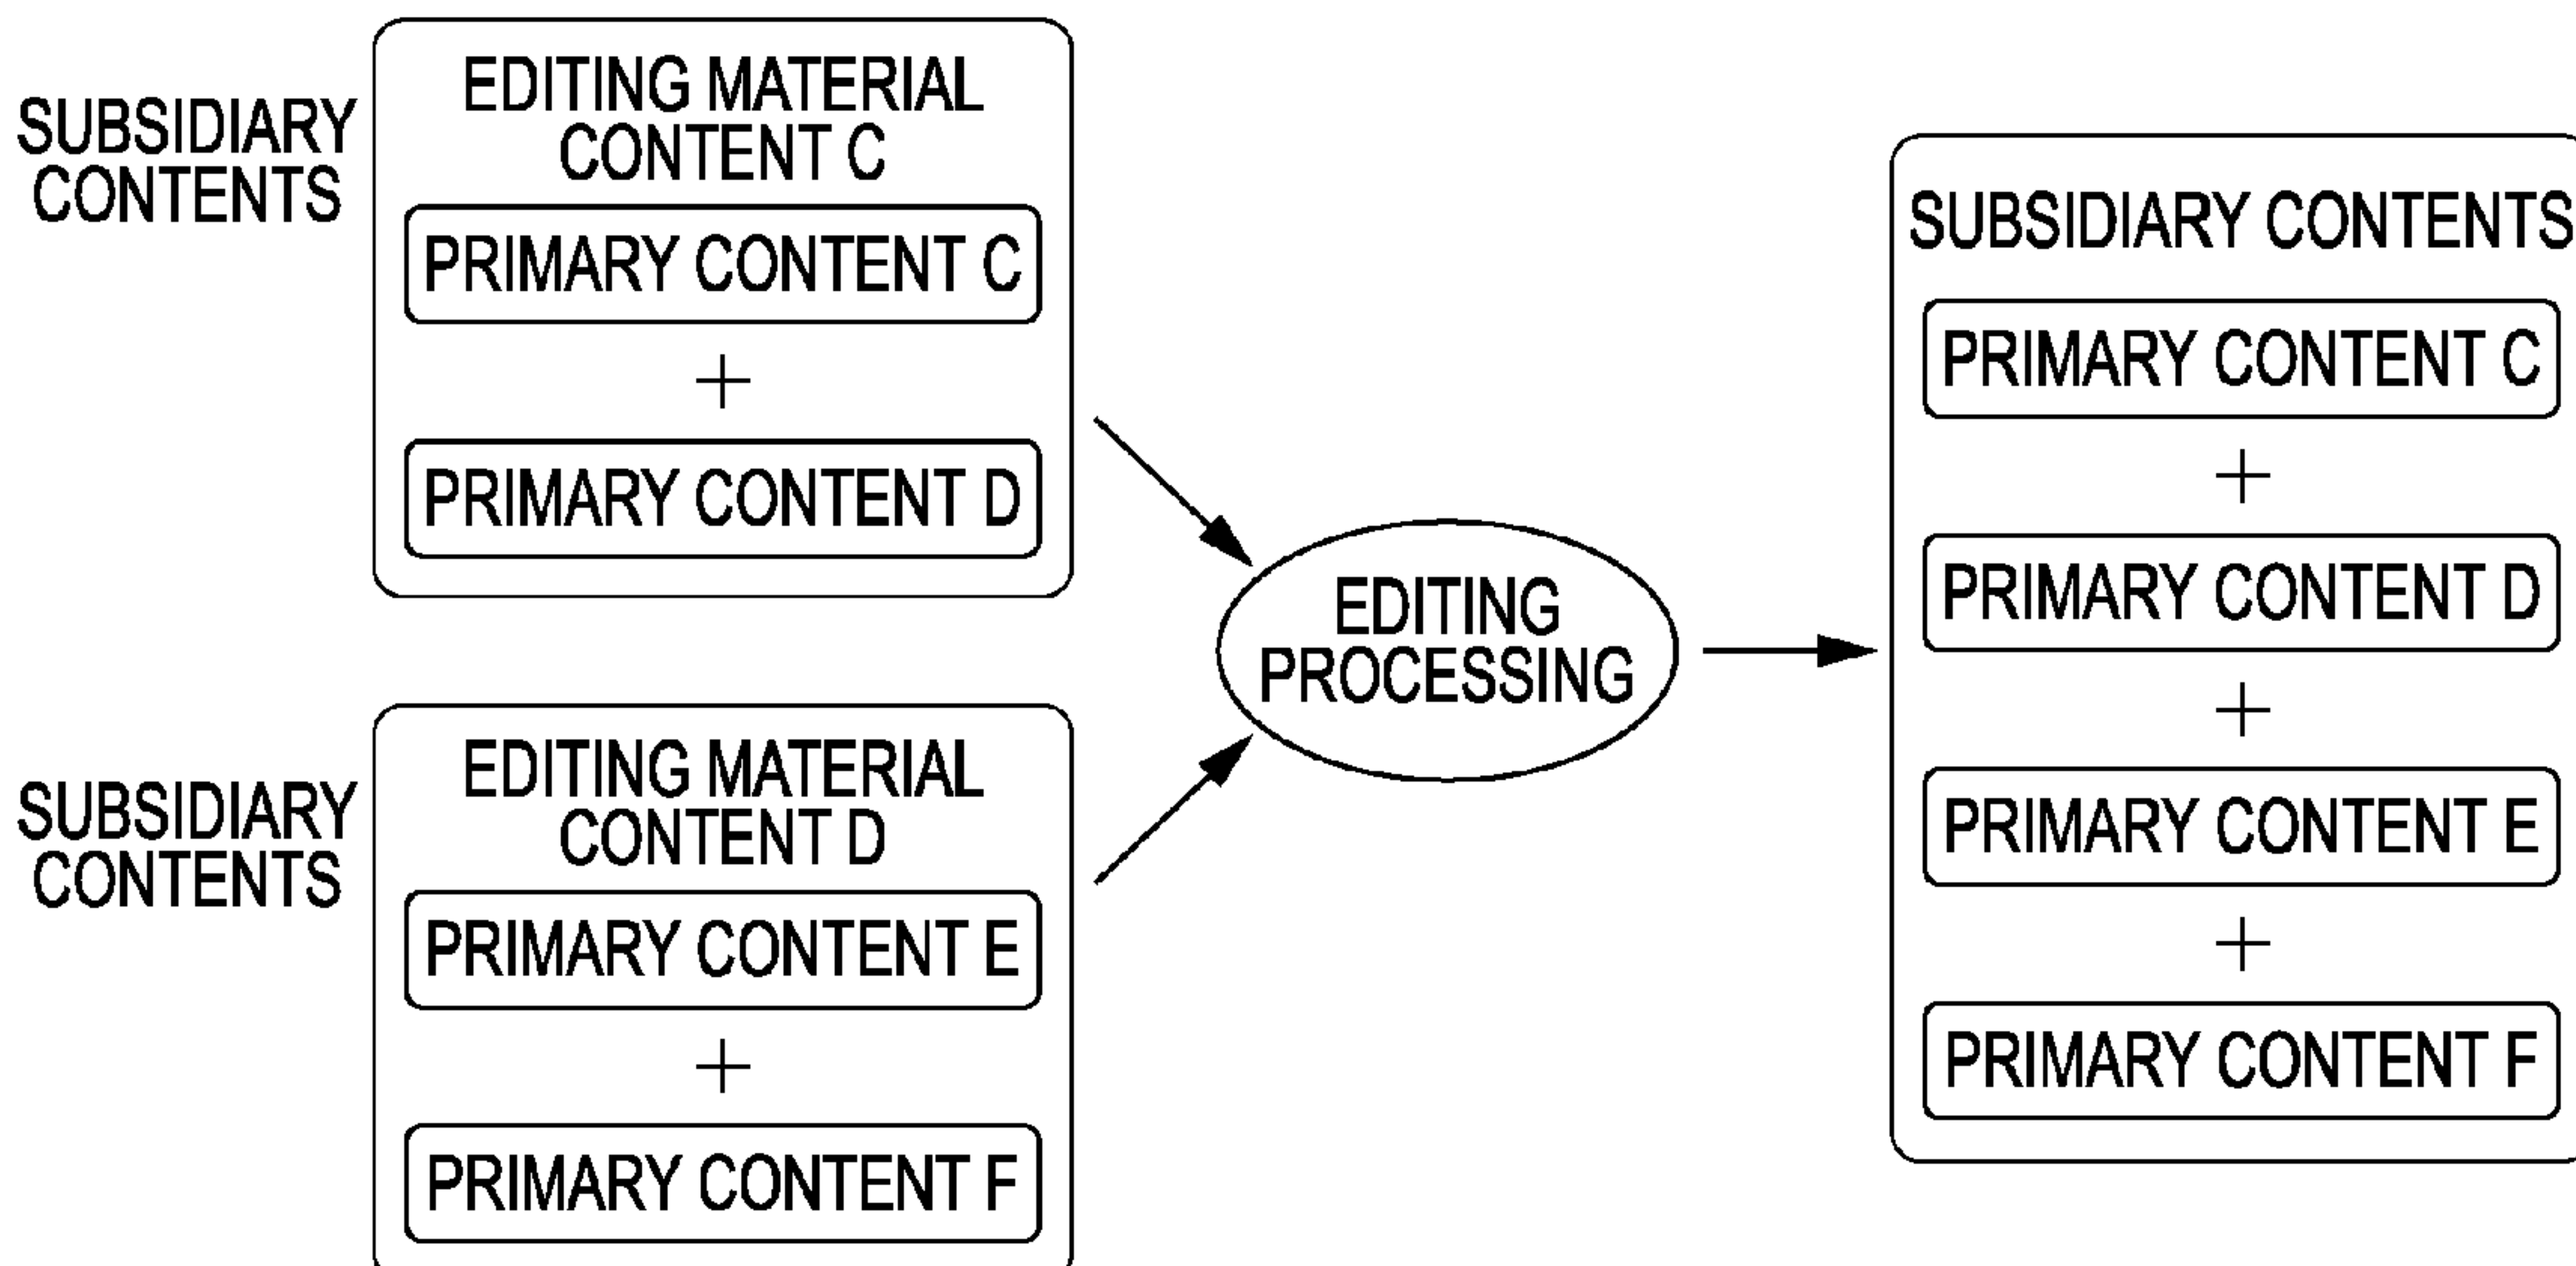 SUBSIDIARY
CONTENTS
EDITING MATERIAL
CONTENT C
PRIMARY CONTENT C
+
PRIMARY CONTENT D
SUBSIDIARY
CONTENTS
EDITING MATERIAL
CONTENT D
PRIMARY CONTENT E
+
PRIMARY CONTENT F
EDITING
PROCESSING
SUBSIDIARY CONTENTS
PRIMARY CONTENT C
+
PRIMARY CONTENT D
+
PRIMARY CONTENT E
+
PRIMARY CONTENT F